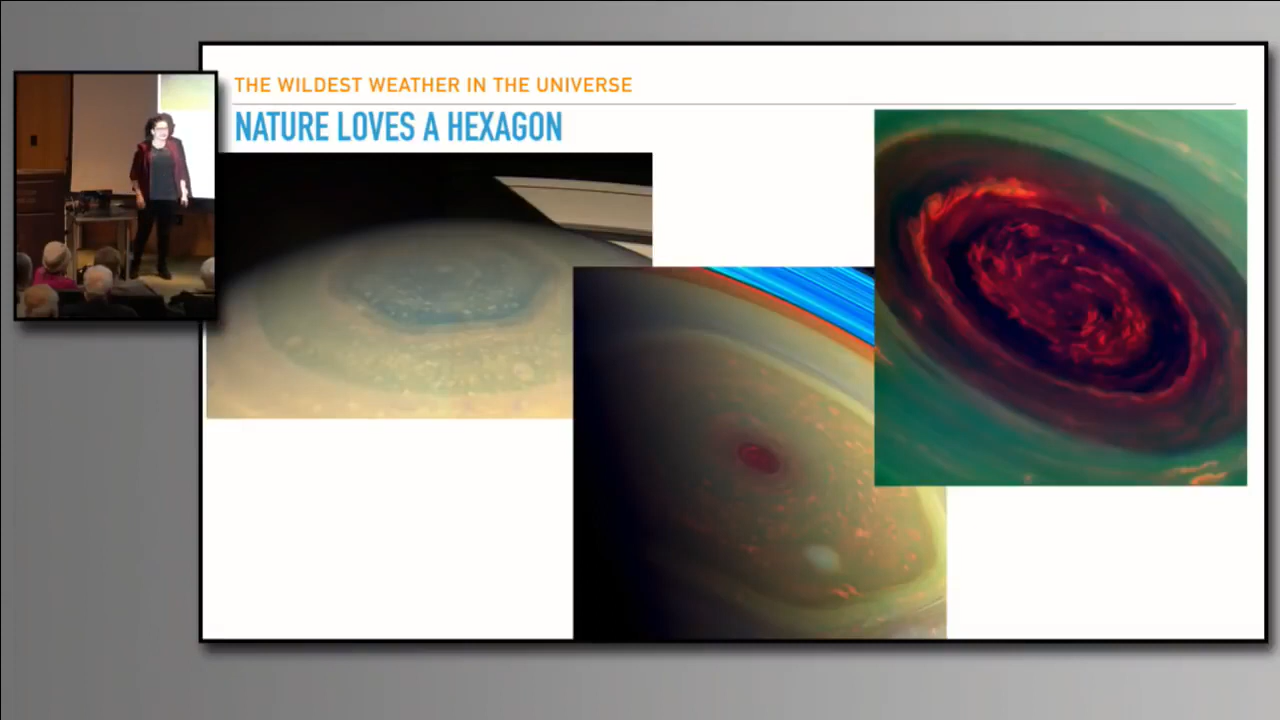 THE WILDEST WEATHER IN THE UNIVERSE
NATURE LOVES A HEXAGON